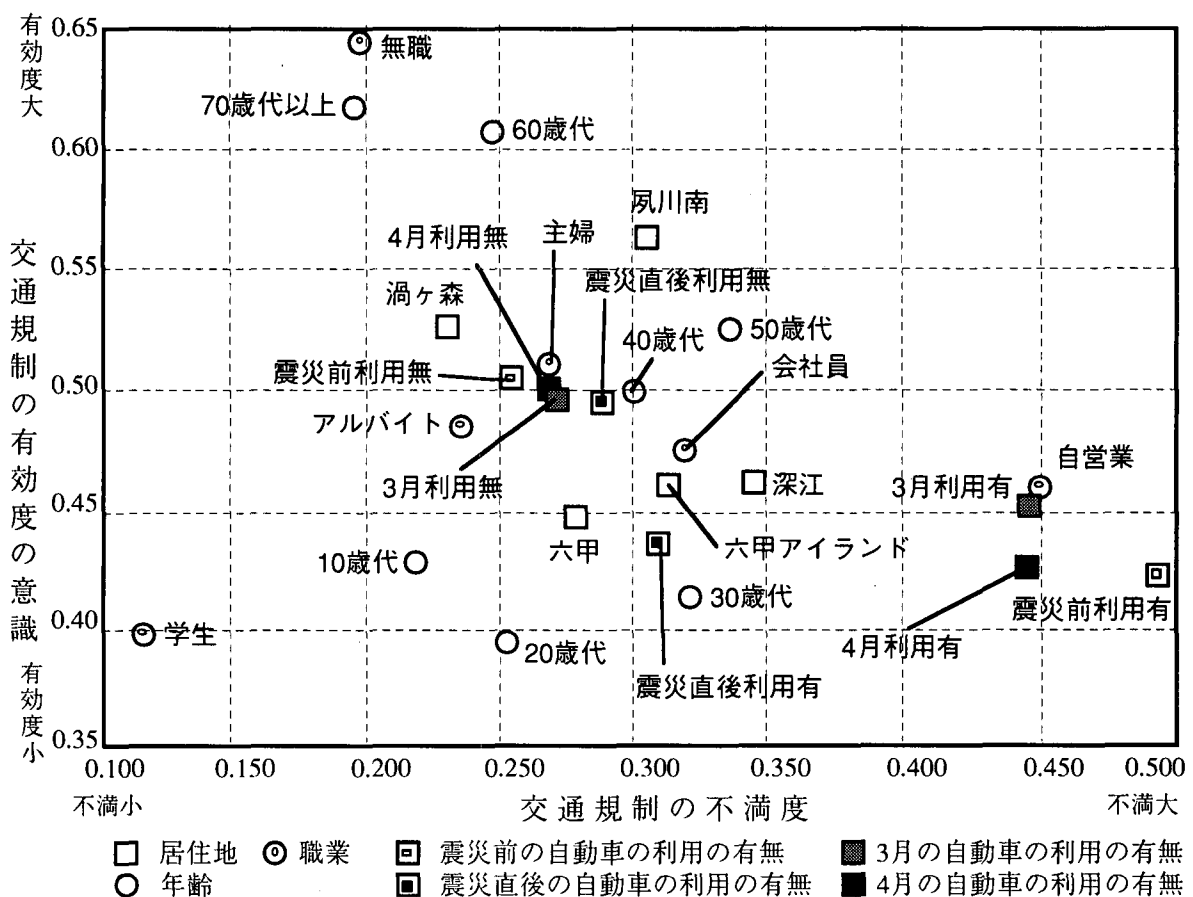 有効度大
交通規制の有効度の意識
有効度小
0.65
0.60
0.55
0.50
0.45
0.40
0.35
無職
70歳代以上
60歳代
夙川南
4月利用無
主婦
震災直後利用無
渦ヶ森
40歳代
50歳代
会社員
震災前利用無
アルバイト
自営業
3月利用無
深江
3月利用有
六甲
六甲アイランド
10歳代
30歳代
震災前利用有
学生
20歳代
4月利用有
震災直後利用有
0.100 0.150 0.200 0.250 0.300 0.350 0.400 0.450 0.500
不満小 交通規制の不満度 不満大
居住地 職業 震災前の自動車の利用の有無 3月の自動車の利用の有無
年齢 震災直後の自動車の利用の有無 4月の自動車の利用の有無